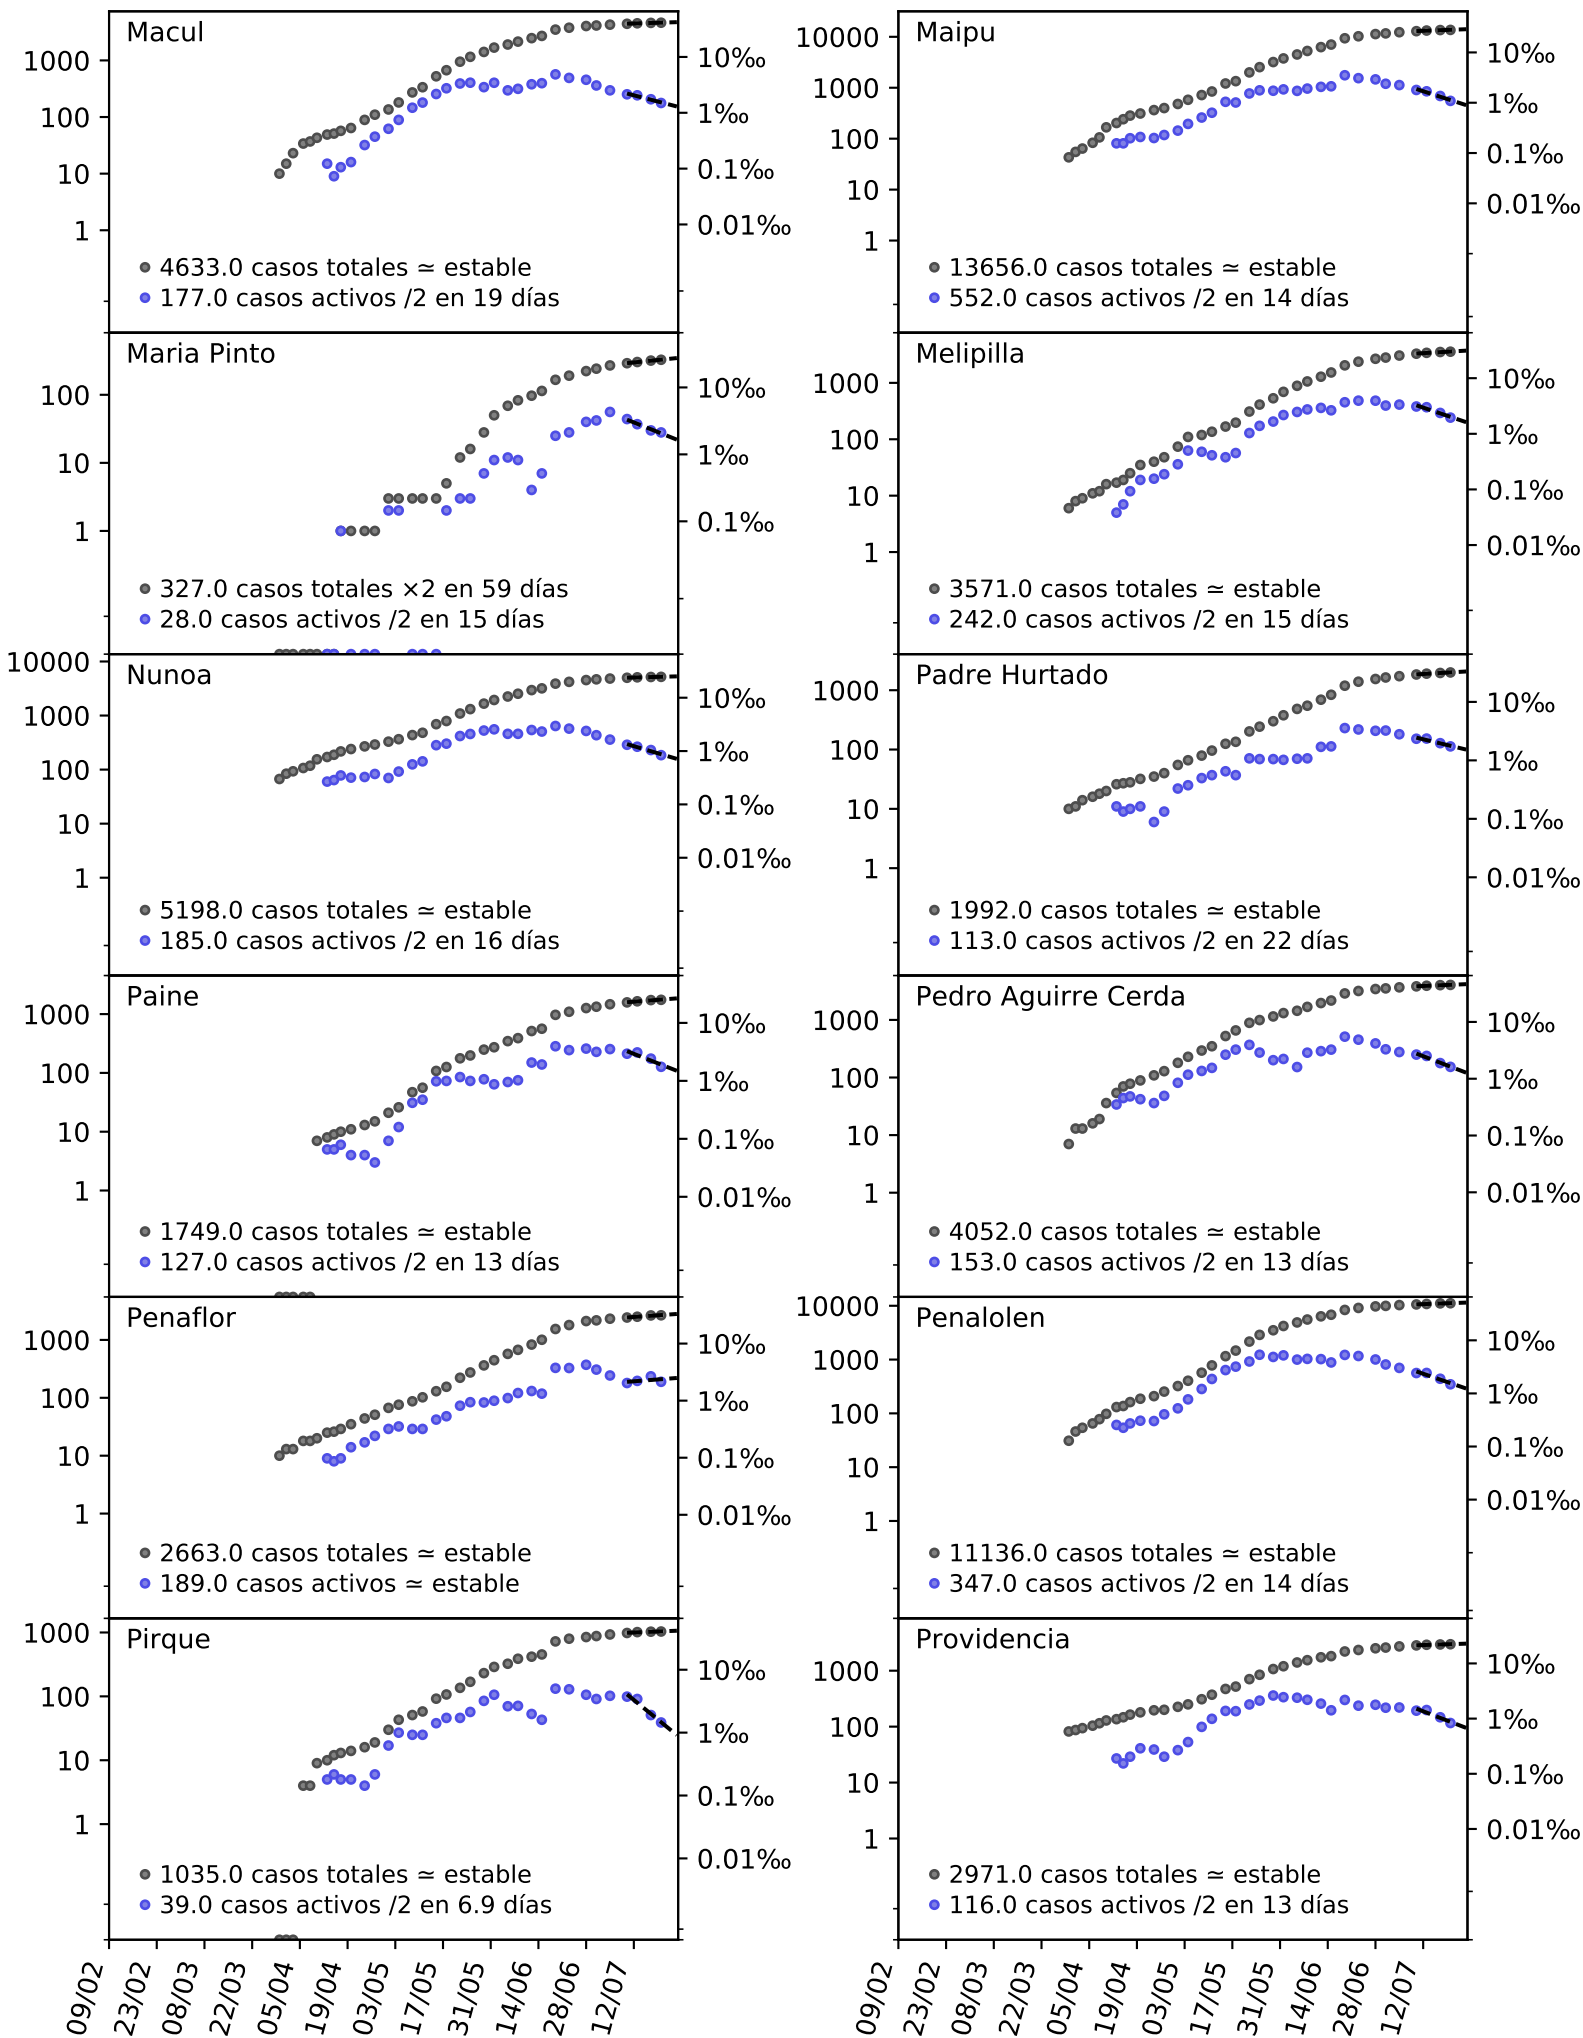 Macul
1000
100
10
1
10‰
1‰
0.1‰
0.01‰
4633.0 casos totales ≃ estable
177.0 casos activos /2 en 19 días
Maipu
10000
1000
100
10
1
10‰
1‰
0.1‰
0.01‰
13656.0 casos totales ≃ estable
552.0 casos activos /2 en 14 días
Maria Pinto
100
10
1
10‰
1‰
0.1‰
327.0 casos totales ×2 en 59 días
28.0 casos activos /2 en 15 días
Melipilla
1000
100
10
1
10‰
1‰
0.1‰
0.01‰
3571.0 casos totales ≃ estable
242.0 casos activos /2 en 15 días
Nunoa
10000
1000
100
10
1
10‰
1‰
0.1‰
0.01‰
5198.0 casos totales ≃ estable
185.0 casos activos /2 en 16 días
Padre Hurtado
1000
100
10
1
10‰
1‰
0.1‰
0.01‰
1992.0 casos totales ≃ estable
113.0 casos activos /2 en 22 días
Paine
1000
100
10
1
10‰
1‰
0.1‰
0.01‰
1749.0 casos totales ≃ estable
127.0 casos activos /2 en 13 días
Pedro Aguirre Cerda
1000
100
10
1
10‰
1‰
0.1‰
0.01‰
4052.0 casos totales ≃ estable
153.0 casos activos /2 en 13 días
Penaflor
1000
100
10
1
10‰
1‰
0.1‰
0.01‰
2663.0 casos totales ≃ estable
189.0 casos activos ≃ estable
Penalolen
10000
1000
100
10
1
10‰
1‰
0.1‰
0.01‰
11136.0 casos totales ≃ estable
347.0 casos activos /2 en 14 días
Pirque
1000
100
10
1
10‰
1‰
0.1‰
0.01‰
1035.0 casos totales ≃ estable
39.0 casos activos /2 en 6.9 días
Providencia
1000
100
10
1
10‰
1‰
0.1‰
0.01‰
2971.0 casos totales ≃ estable
116.0 casos activos /2 en 13 días
09/02 23/02 08/03 22/03 05/04 19/04 03/05 17/05 31/05 14/06 28/06 12/07
09/02 23/02 08/03 22/03 05/04 19/04 03/05 17/05 31/05 14/06 28/06 12/07